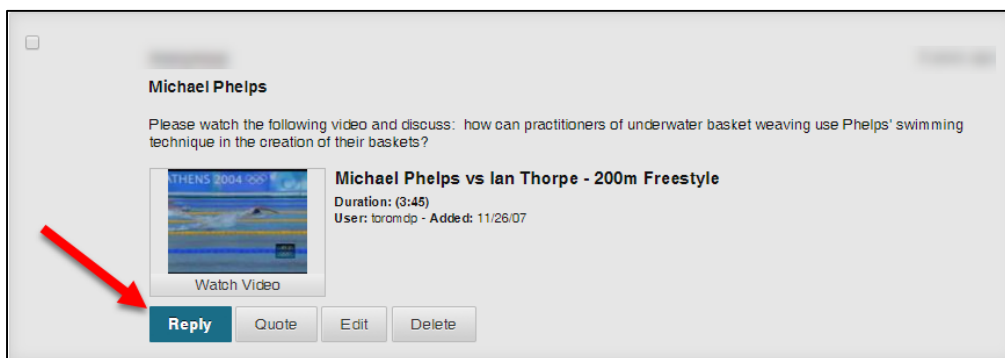 Michael Phelps
Please watch the following video and discuss: how can practitioners of underwater basket weaving use Phelps' swimming
technique in the creation of their baskets?
ATHENS 2004
Michael Phelps vs Ian Thorpe - 200m Freestyle
Duration: (3:45)
User: toromdp - Added: 11/26/07
Watch Video
Reply Quote Edit Delete